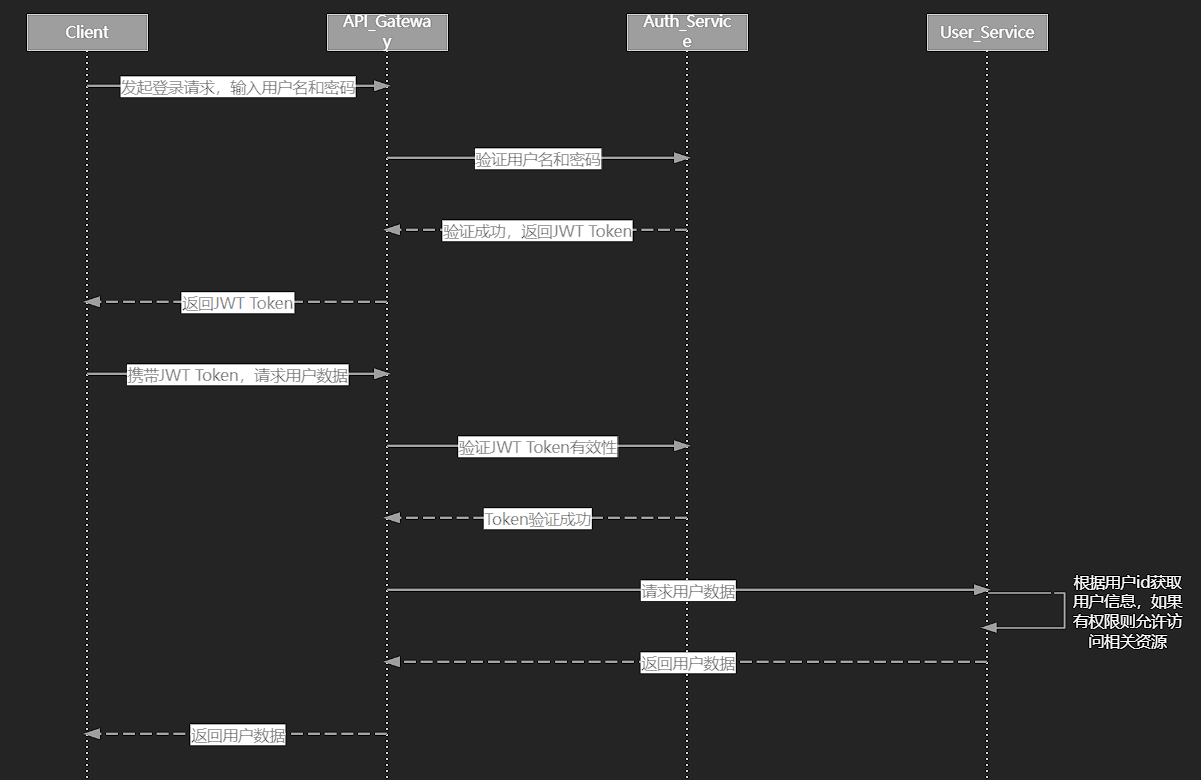 Client
API_Gatewa
y
Auth_Servic
e
User_Service
发起登录请求，输入用户名和密码
验证用户名和密码
验证成功，返回JWT Token
返回JWT Token
携带JWT Token，请求用户数据
验证JWT Token有效性
Token验证成功
请求用户数据
根据用户id获取
用户信息，如果
有权限则允许访
问相关资源
返回用户数据
返回用户数据